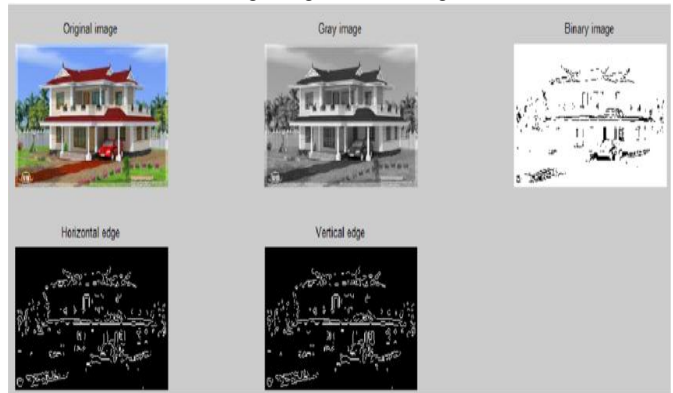 Original image
Gray image
Binary image
Horizontal edge
Vertical edge